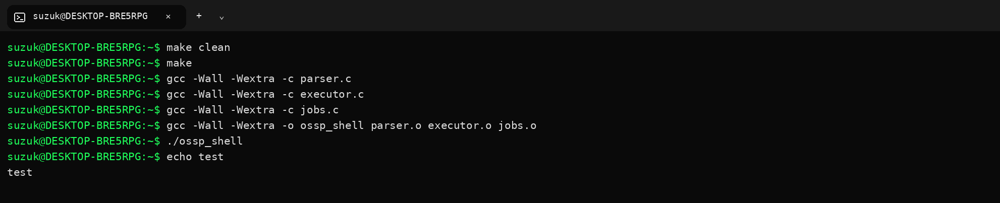 suzuk@DESKTOP-BRE5RPG × + ⌄
suzuk@DESKTOP-BRE5RPG:~$ make clean
suzuk@DESKTOP-BRE5RPG:~$ make
suzuk@DESKTOP-BRE5RPG:~$ gcc -Wall -Wextra -c parser.c
suzuk@DESKTOP-BRE5RPG:~$ gcc -Wall -Wextra -c executor.c
suzuk@DESKTOP-BRE5RPG:~$ gcc -Wall -Wextra -c jobs.c
suzuk@DESKTOP-BRE5RPG:~$ gcc -Wall -Wextra -o ossp_shell parser.o executor.o jobs.o
suzuk@DESKTOP-BRE5RPG:~$ ./ossp_shell
suzuk@DESKTOP-BRE5RPG:~$ echo test
test